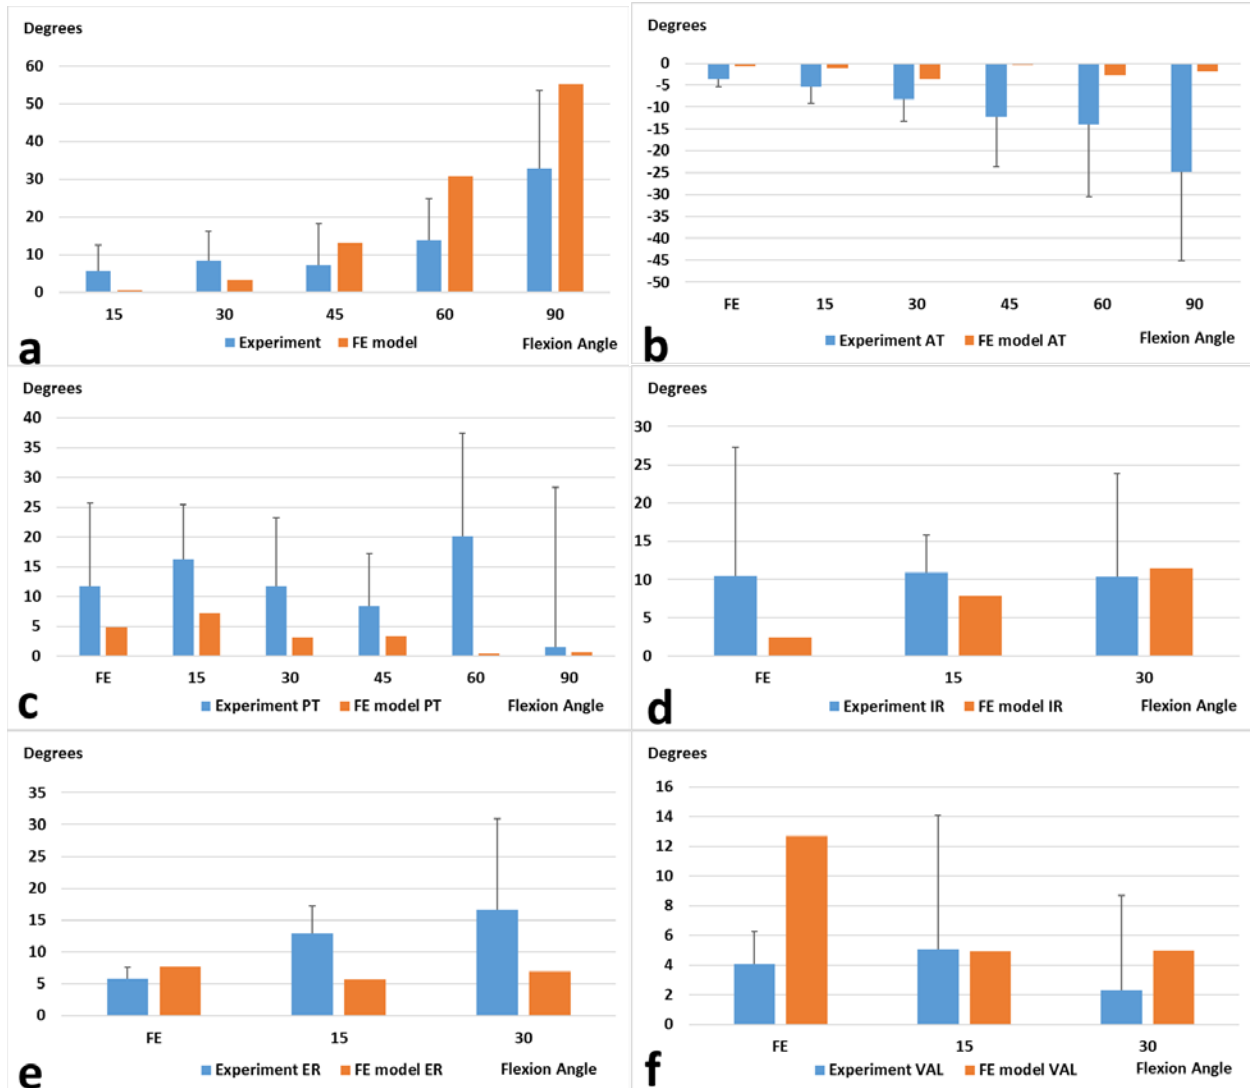 Degrees
60
50
40
30
20
10
0
15 30 45 60 90
Experiment FE model Flexion Angle
a
Degrees
0
-5
-10
-15
-20
-25
-30
-35
-40
-45
-50
FE 15 30 45 60 90
Experiment AT FE model AT Flexion Angle
b
Degrees
40
35
30
25
20
15
10
5
0
FE 15 30 45 60 90
Experiment PT FE model PT Flexion Angle
c
Degrees
30
25
20
15
10
5
0
FE 15 30
Experiment IR FE model IR Flexion Angle
d
Degrees
35
30
25
20
15
10
5
0
FE 15 30
Experiment ER FE model ER Flexion Angle
e
Degrees
16
14
12
10
8
6
4
2
0
FE 15 30
Experiment VAL FE model VAL Flexion Angle
f